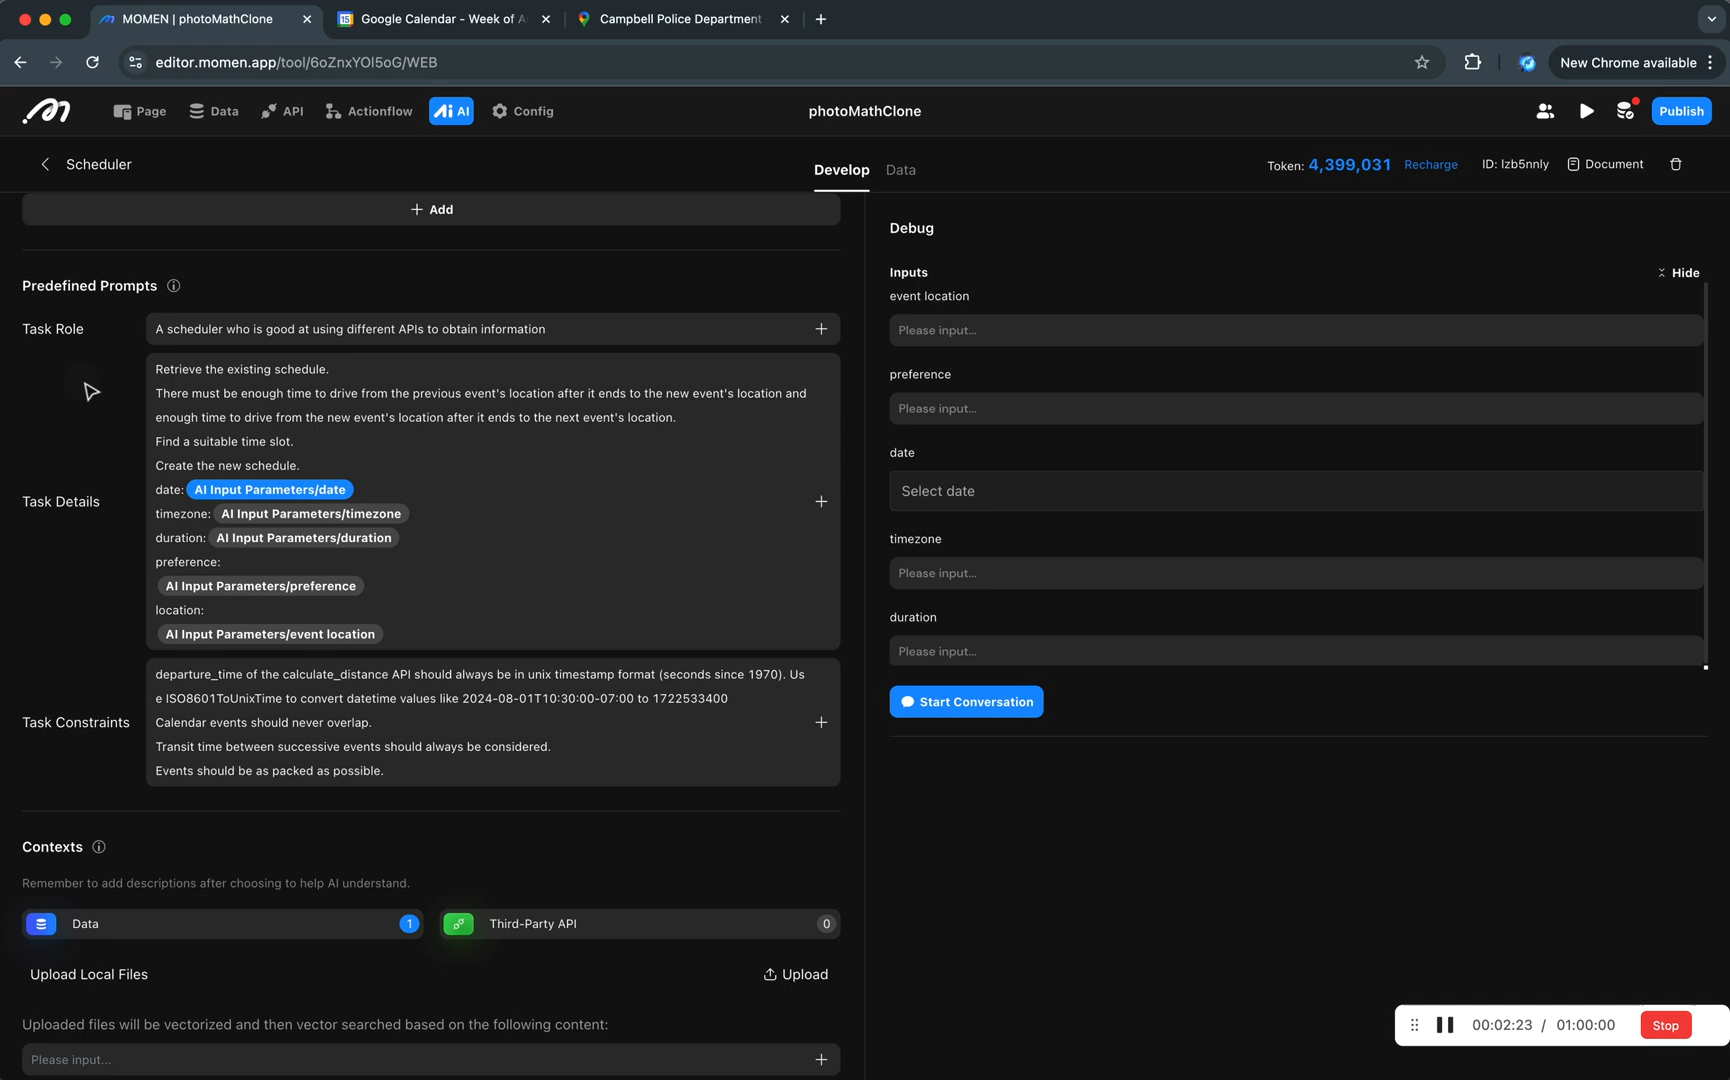 MOMEN | photoMathClone
Google Calendar - Week of A
Campbell Police Department
editor.momen.app/tool/6oZnxYOl5oG/WEB
New Chrome available
Page
Data
API
Actionflow
Ai AI
Config
photoMathClone
Publish
Scheduler
Develop
Data
Token: 4,399,031
Recharge
ID: lzb5nnly
Document
+ Add
Predefined Prompts
Task Role
A scheduler who is good at using different APIs to obtain information
Task Details
Retrieve the existing schedule.
There must be enough time to drive from the previous event's location after it ends to the new event's location and
enough time to drive from the new event's location after it ends to the next event's location.
Find a suitable time slot.
Create the new schedule.
date: AI Input Parameters/date
timezone: AI Input Parameters/timezone
duration: AI Input Parameters/duration
preference:
AI Input Parameters/preference
location:
AI Input Parameters/event location
Task Constraints
departure_time of the calculate_distance API should always be in unix timestamp format (seconds since 1970). Us
e ISO8601ToUnixTime to convert datetime values like 2024-08-01T10:30:00-07:00 to 1722533400
Calendar events should never overlap.
Transit time between successive events should always be considered.
Events should be as packed as possible.
Contexts
Remember to add descriptions after choosing to help AI understand.
Data
1
Third-Party API
0
Upload Local Files
Upload
Uploaded files will be vectorized and then vector searched based on the following content:
Please input...
Debug
Inputs
Hide
event location
Please input...
preference
Please input...
date
Select date
timezone
Please input...
duration
Please input...
Start Conversation
00:02:23 / 01:00:00
Stop